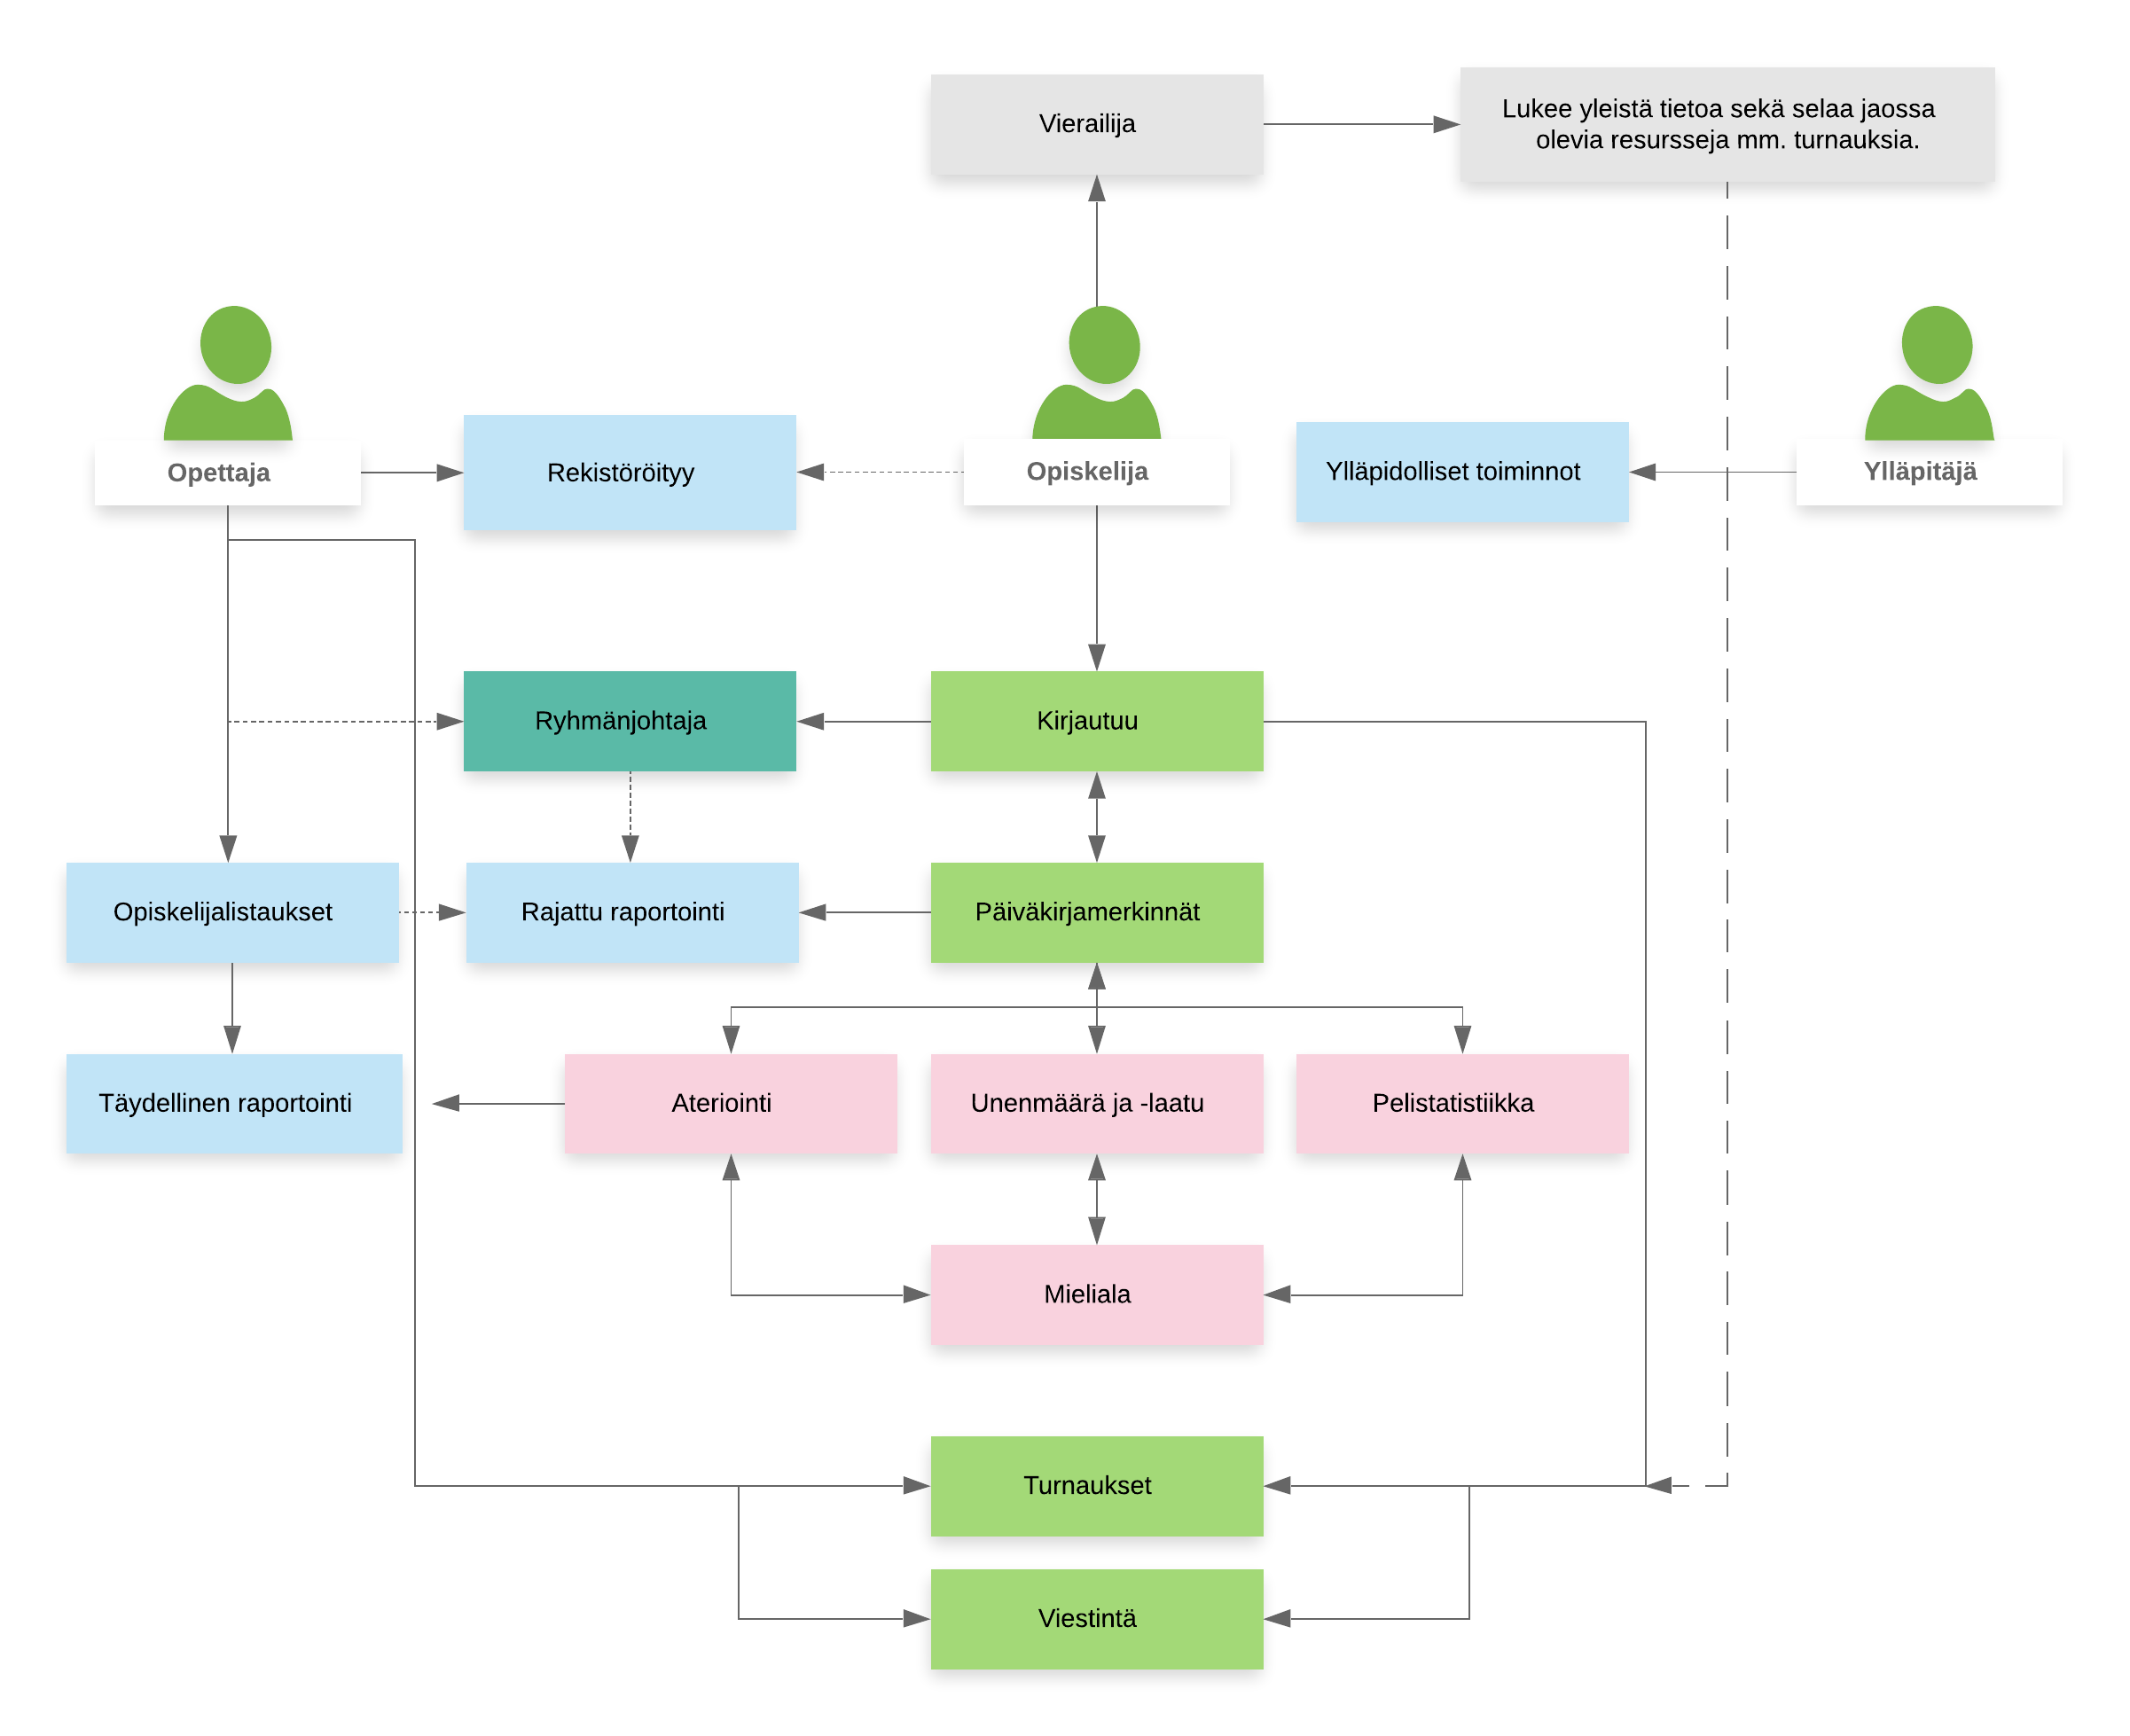 Vierailija
Lukee yleistä tietoa sekä selaa jaossa
olevia resursseja mm. turnauksia.
Opettaja
Rekistöröityy
Opiskelija
Ylläpidolliset toiminnot
Ylläpitäjä
Ryhmänjohtaja
Kirjautuu
Opiskelijalistaukset
Rajattu raportointi
Päiväkirjamerkinnät
Täydellinen raportointi
Ateriointi
Unenmäärä ja -laatu
Pelistatistiikka
Mieliala
Turnaukset
Viestintä